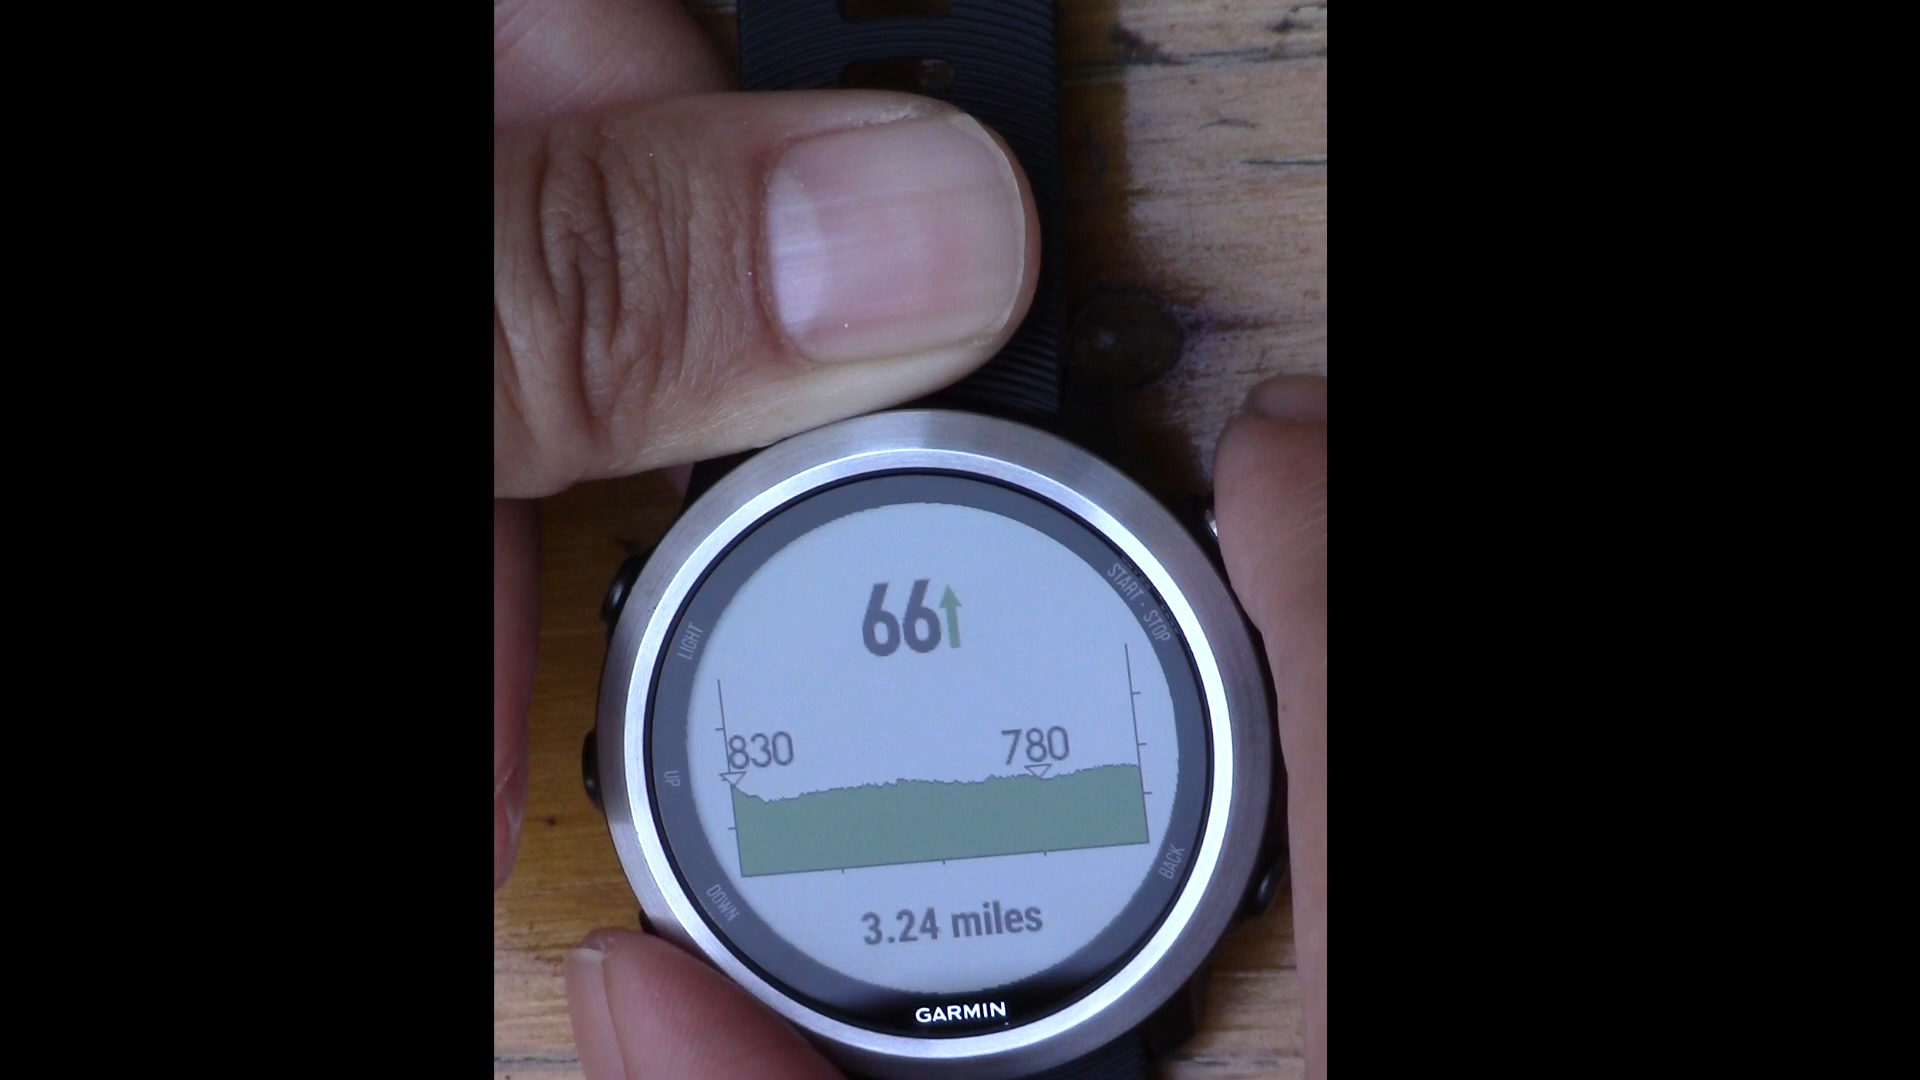 66
START · STOP
LIGHT
830
780
UP
BACK
DOWN
3.24 miles
GARMIN